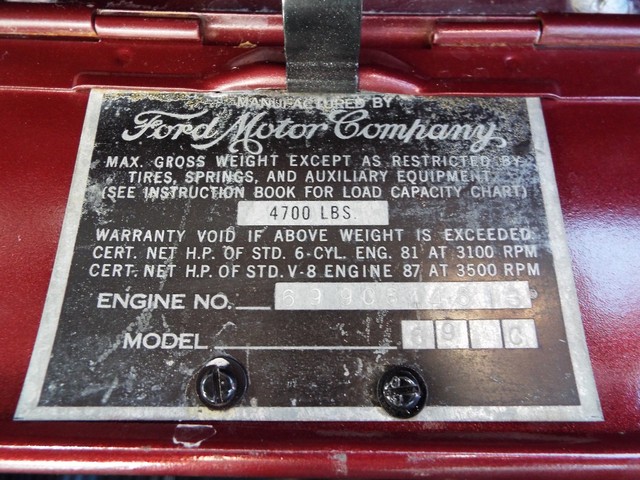 MANUFACTURED BY
Ford Motor Company
MAX. GROSS WEIGHT EXCEPT AS RESTRICTED BY
TIRES, SPRINGS, AND AUXILIARY EQUIPMENT.
(SEE INSTRUCTION BOOK FOR LOAD CAPACITY CHART)
4700 LBS.
WARRANTY VOID IF ABOVE WEIGHT IS EXCEEDED.
CERT. NET H.P. OF STD. 6-CYL. ENG. 81 AT 3100 RPM
CERT. NET H.P. OF STD. V-8 ENGINE 87 AT 3500 RPM
ENGINE NO.
MODEL